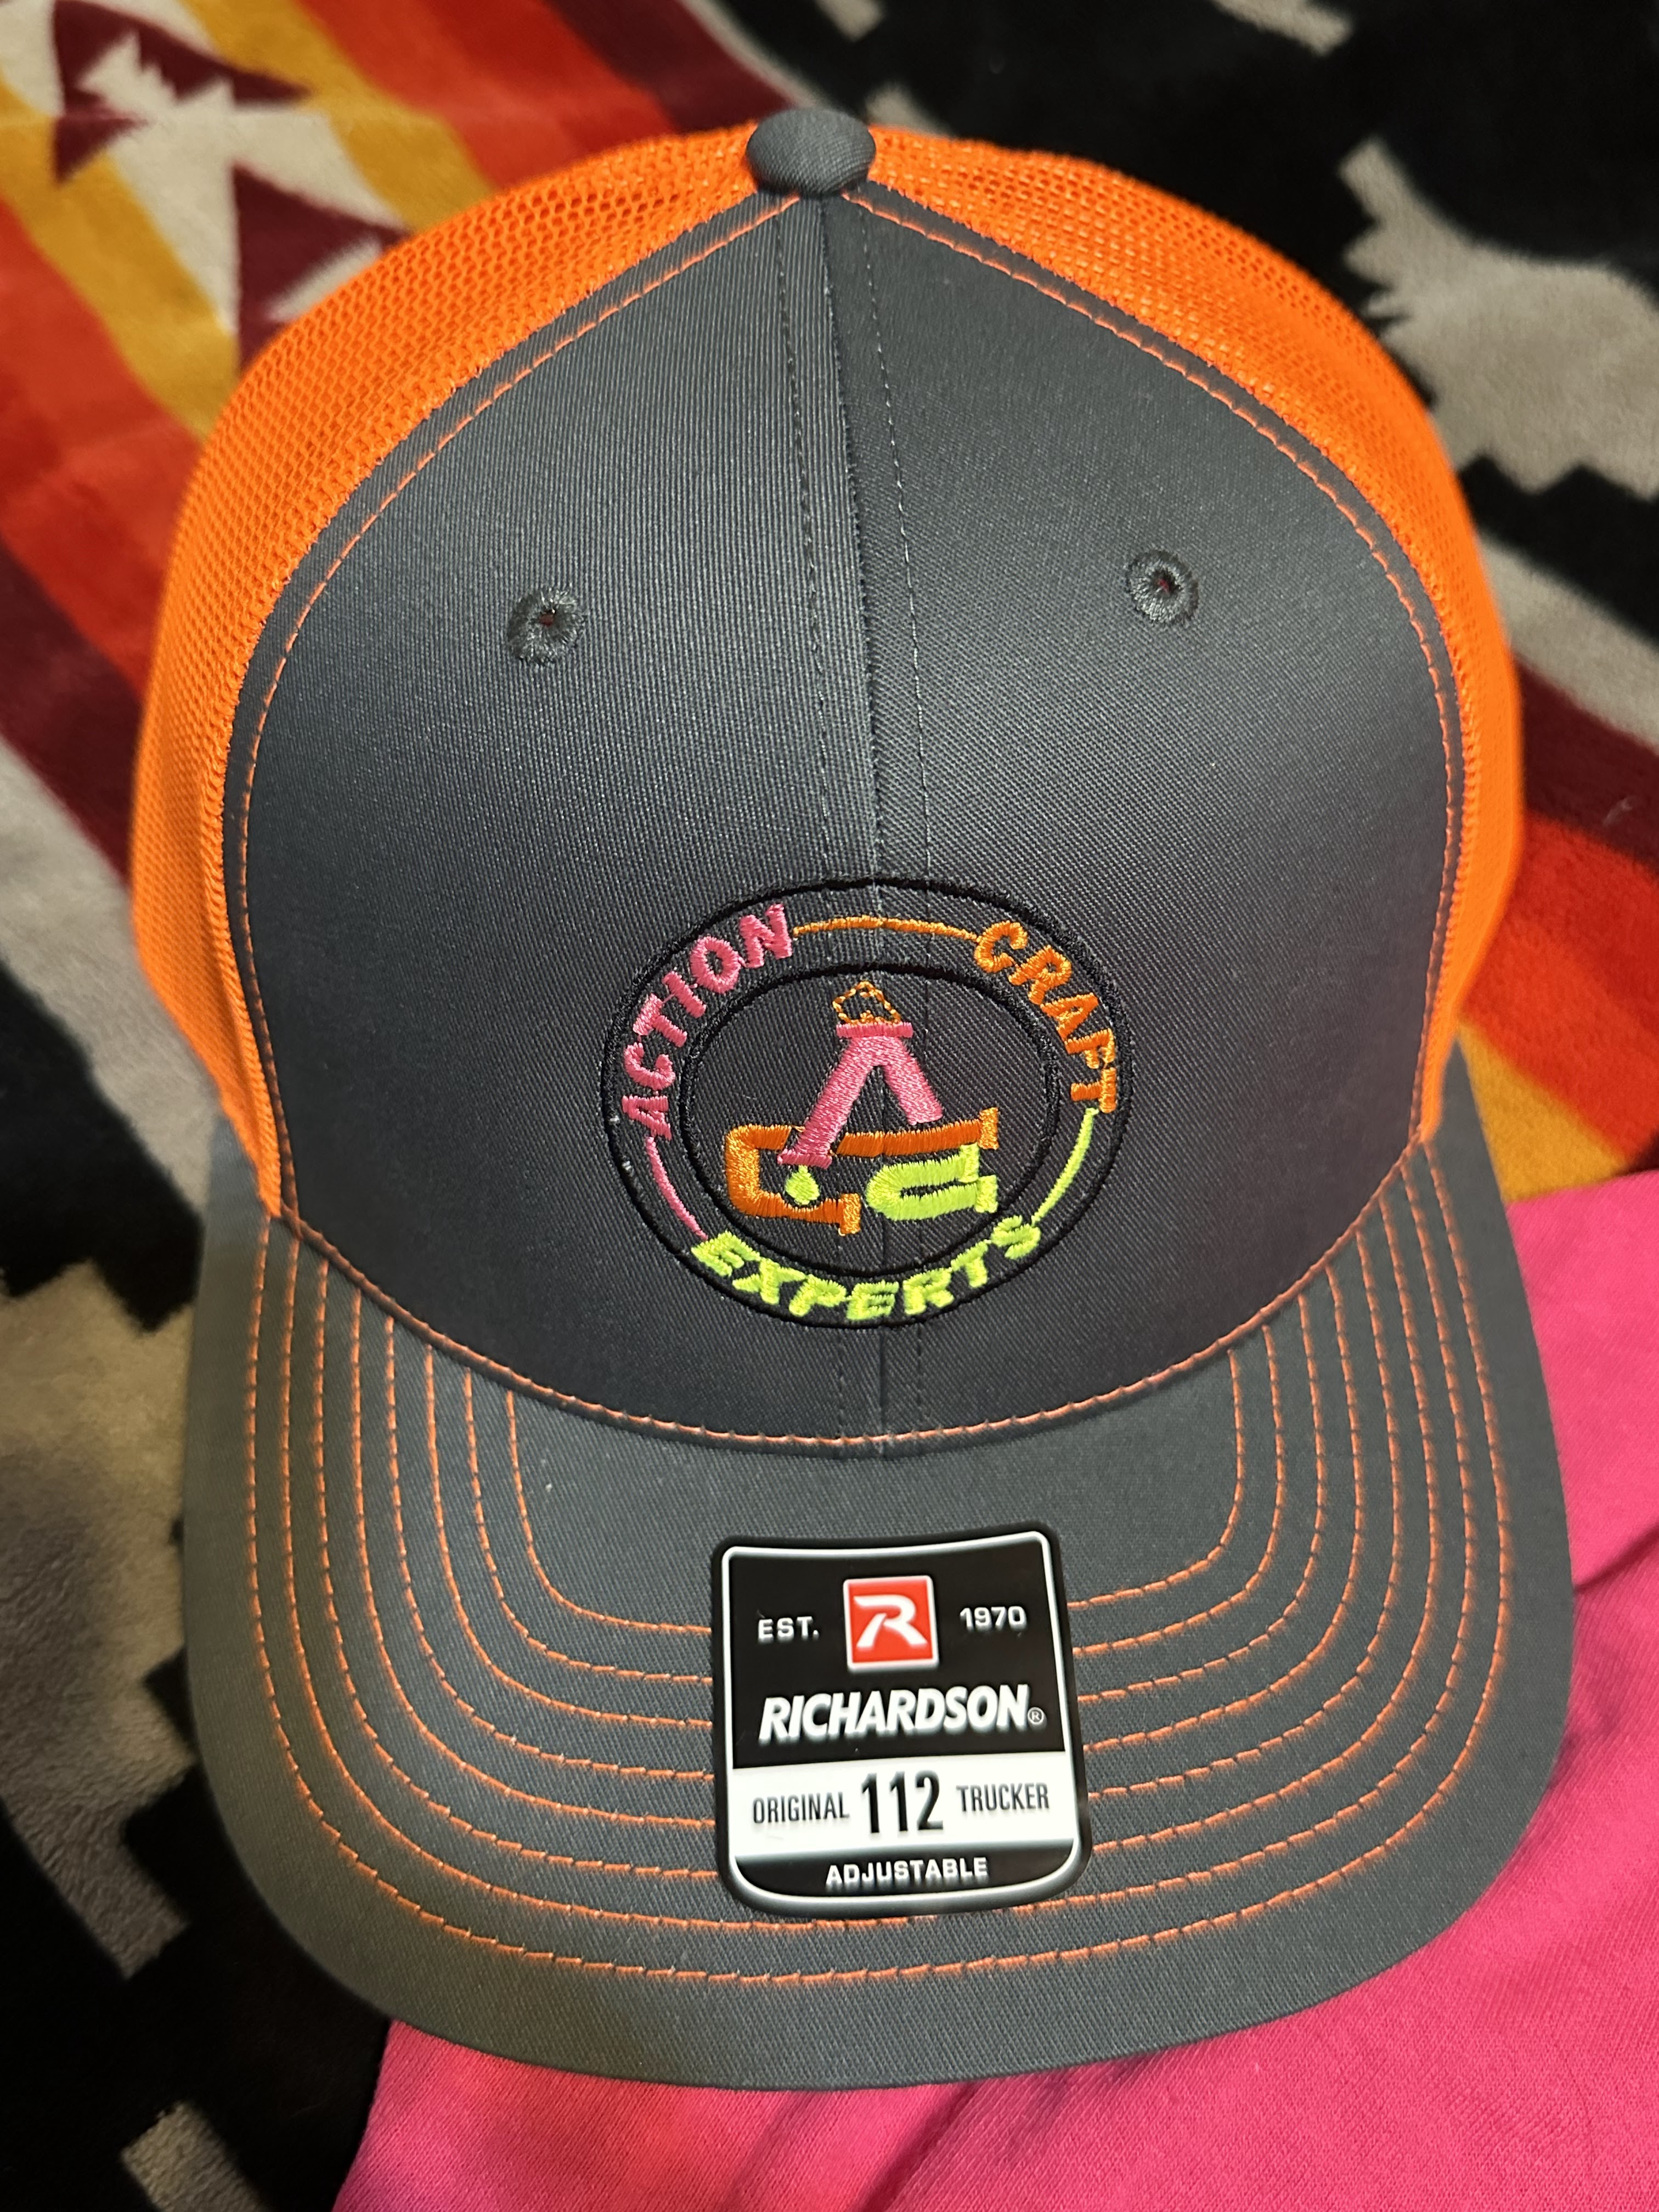 ACTION CRAFT
EXPERTS
EST. R 1970
RICHARDSON®
ORIGINAL 112 TRUCKER
ADJUSTABLE